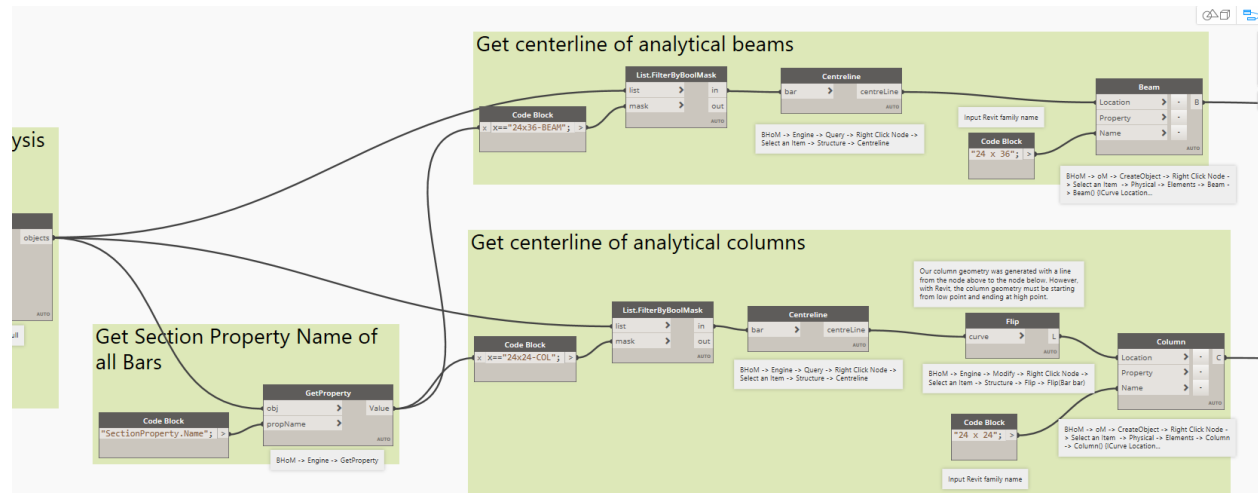 Get centerline of analytical beams
List.FilterByBoolMask
list > in
mask > out
AUTO
Centreline
bar > centreLine
AUTO
Beam
Location > - B
Property > -
Name > -
AUTO
Code Block
x x=="24x36-BEAM"; >
BHoM -> Engine -> Query -> Right Click Node ->
Select an Item -> Structure -> Centreline
Input Revit family name
Code Block
"24 x 36"; >
BHoM -> oM -> CreateObject -> Right Click Node -
> Select an Item -> Physical -> Elements -> Beam -
> Beam() (ICurve Location...
ysis
objects
AUTO
ull
Get Section Property Name of
all Bars
GetProperty
obj > Value
propName >
AUTO
Code Block
"SectionProperty.Name"; >
BHoM -> Engine -> GetProperty
Get centerline of analytical columns
Our column geometry was generated with a line
from the node above to the node below. However,
with Revit, the column geometry must be starting
from low point and ending at high point.
List.FilterByBoolMask
list > in
mask > out
AUTO
Centreline
bar > centreLine
AUTO
Flip
curve > L
AUTO
Column
Location > - C
Property > -
Name > -
AUTO
Code Block
x x=="24x24-COL"; >
BHoM -> Engine -> Query -> Right Click Node ->
Select an Item -> Structure -> Centreline
BHoM -> Engine -> Modify -> Right Click Node ->
Select an Item -> Structure -> Flip -> Flip(Bar bar)
Code Block
"24 x 24"; >
Input Revit family name
BHoM -> oM -> CreateObject -> Right Click Node -
> Select an Item -> Physical -> Elements -> Column
-> Column() (ICurve Location...